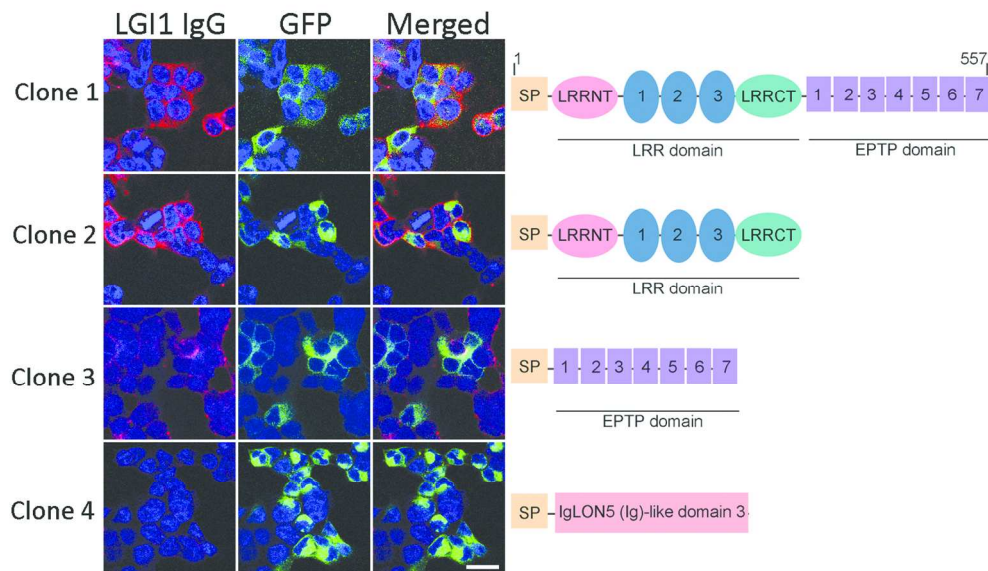 LGI1 IgG GFP Merged
Clone 1
1 557
SP LRRNT 1 2 3 LRRCT 1 2 3 4 5 6 7
LRR domain EPTP domain
Clone 2
SP LRRNT 1 2 3 LRRCT
LRR domain
Clone 3
SP 1 2 3 4 5 6 7
EPTP domain
Clone 4
SP IgLON5 (Ig)-like domain 3